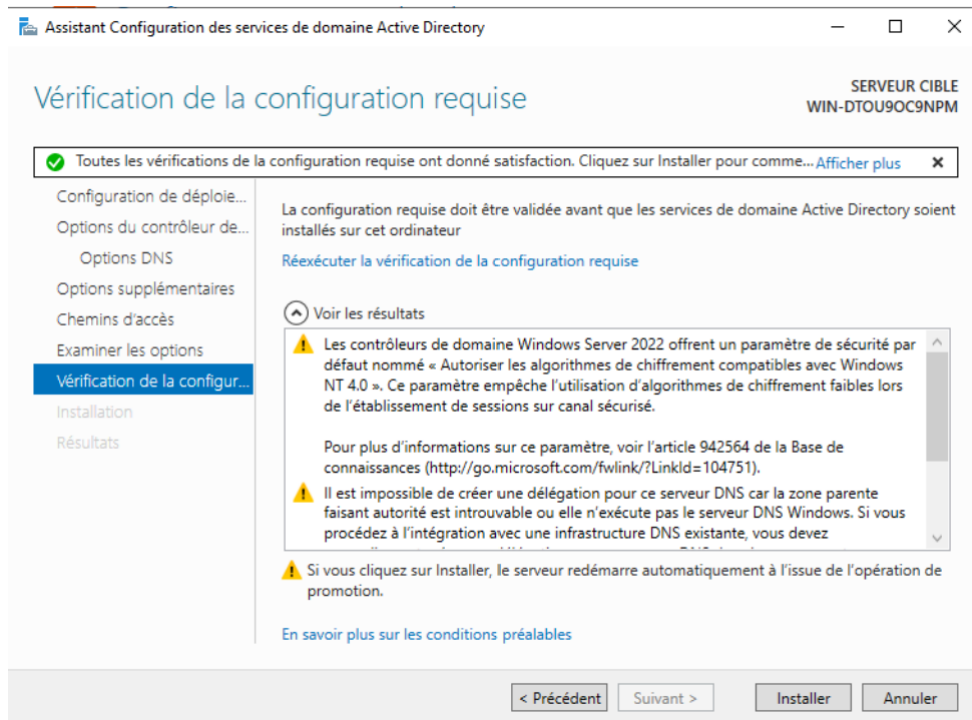 Assistant Configuration des services de domaine Active Directory
Vérification de la configuration requise
SERVEUR CIBLE
WIN-DTOU9OC9NPM
Toutes les vérifications de la configuration requise ont donné satisfaction. Cliquez sur Installer pour comme... Afficher plus
Configuration de déploie...
Options du contrôleur de...
Options DNS
Options supplémentaires
Chemins d'accès
Examiner les options
Vérification de la configur...
Installation
Résultats
La configuration requise doit être validée avant que les services de domaine Active Directory soient
installés sur cet ordinateur
Réexécuter la vérification de la configuration requise
Voir les résultats
Les contrôleurs de domaine Windows Server 2022 offrent un paramètre de sécurité par
défaut nommé « Autoriser les algorithmes de chiffrement compatibles avec Windows
NT 4.0 ». Ce paramètre empêche l'utilisation d'algorithmes de chiffrement faibles lors
de l'établissement de sessions sur canal sécurisé.
Pour plus d'informations sur ce paramètre, voir l'article 942564 de la Base de
connaissances (http://go.microsoft.com/fwlink/?LinkId=104751).
Il est impossible de créer une délégation pour ce serveur DNS car la zone parente
faisant autorité est introuvable ou elle n'exécute pas le serveur DNS Windows. Si vous
procédez à l'intégration avec une infrastructure DNS existante, vous devez
Si vous cliquez sur Installer, le serveur redémarre automatiquement à l'issue de l'opération de
promotion.
En savoir plus sur les conditions préalables
< Précédent
Suivant >
Installer
Annuler